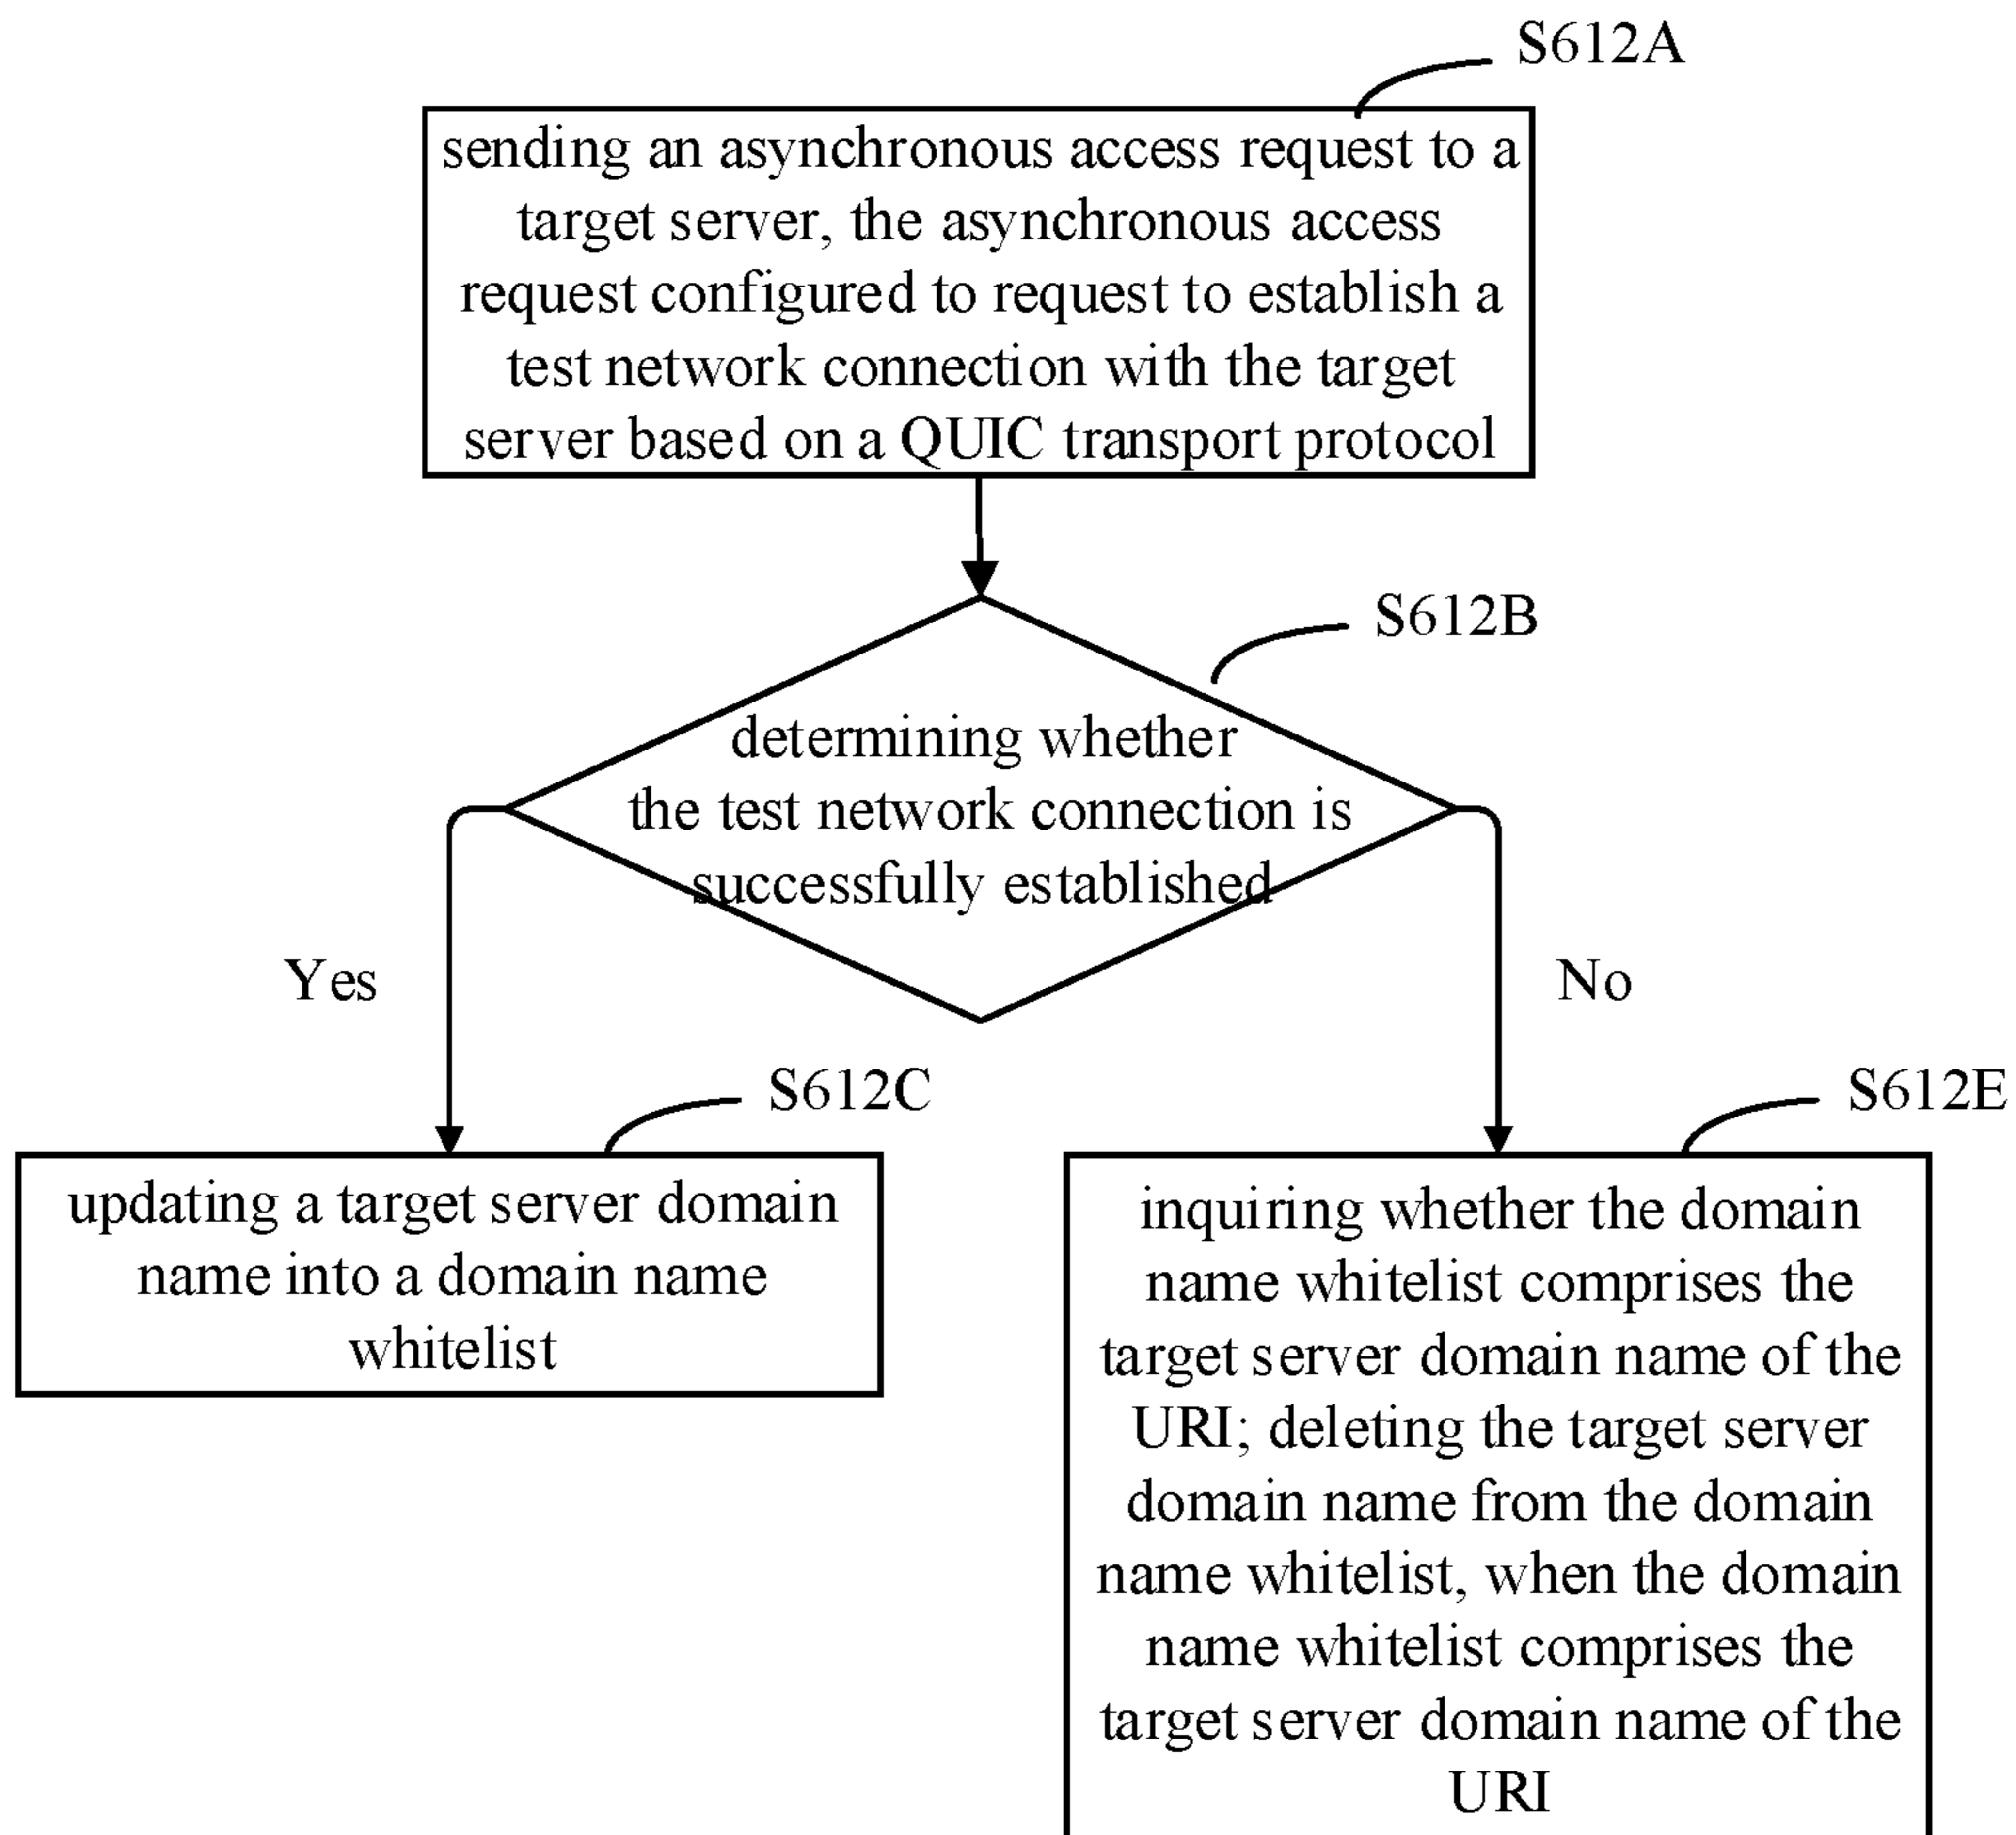 S612A
sending an asynchronous access request to a
target server, the asynchronous access
request configured to request to establish a
test network connection with the target
server based on a QUIC transport protocol
S612B
determining whether
the test network connection is
successfully established
Yes
No
S612C
updating a target server domain
name into a domain name
whitelist
S612E
inquiring whether the domain
name whitelist comprises the
target server domain name of the
URI; deleting the target server
domain name from the domain
name whitelist, when the domain
name whitelist comprises the
target server domain name of the
URI